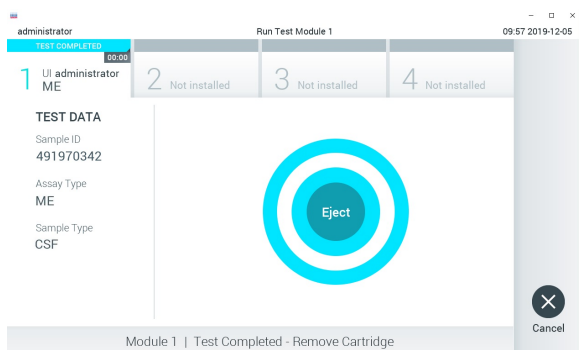 administrator Run Test Module 1 09:57 2019-12-05
TEST COMPLETED
00:00
1 UI administrator
ME
2 Not installed
3 Not installed
4 Not installed
TEST DATA
Sample ID
491970342
Assay Type
ME
Sample Type
CSF
Eject
Cancel
Module 1 | Test Completed - Remove Cartridge